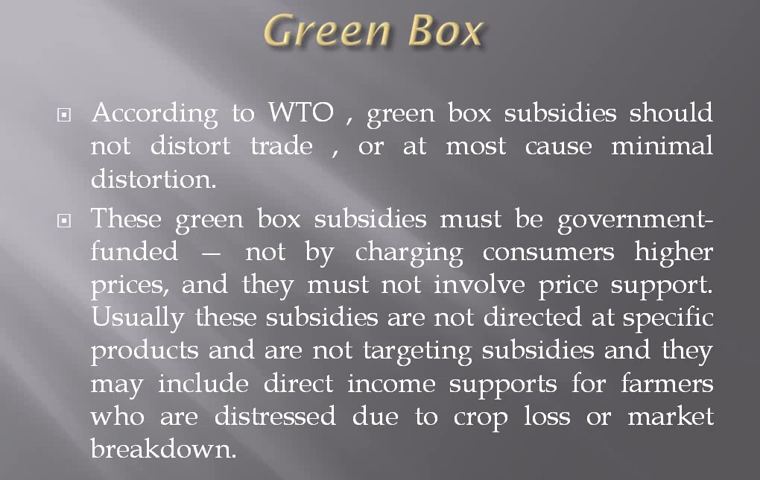 Green Box
According to WTO , green box subsidies should
not distort trade , or at most cause minimal
distortion.
These green box subsidies must be government-
funded — not by charging consumers higher
prices, and they must not involve price support.
Usually these subsidies are not directed at specific
products and are not targeting subsidies and they
may include direct income supports for farmers
who are distressed due to crop loss or market
breakdown.